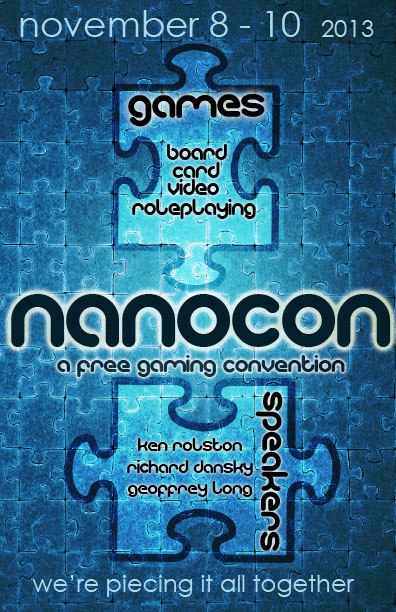 november 8 - 10 2013
games
board
card
video
roleplaying
nanocon
a free gaming convention
speakers
ken rolston
richard dansky
geoffrey long
we're piecing it all together